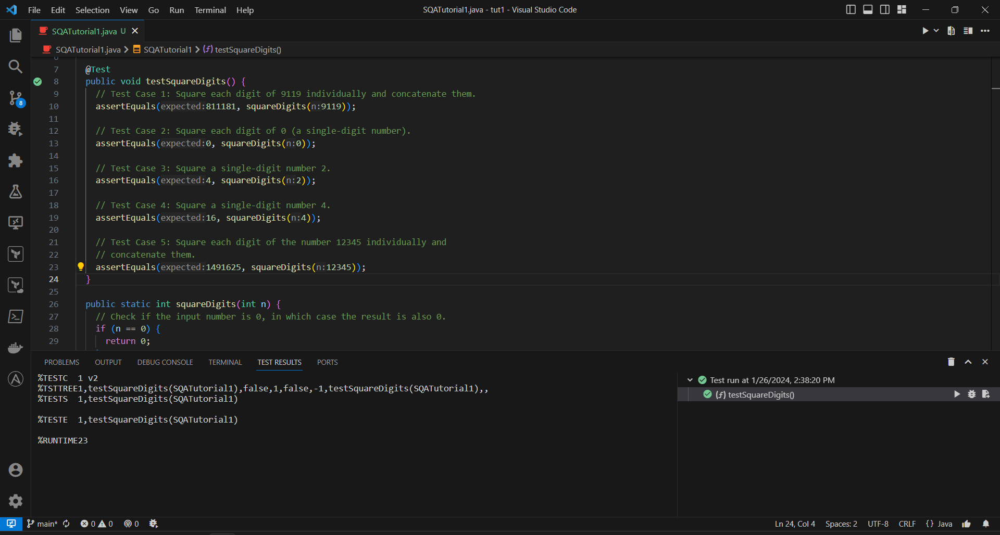 File Edit Selection View Go Run Terminal Help
SQATutorial1.java - tut1 - Visual Studio Code
SQATutorial1.java U
SQATutorial1.java > SQATutorial1 > (f) testSquareDigits()
7 @Test
8 public void testSquareDigits() {
9 // Test Case 1: Square each digit of 9119 individually and concatenate them.
10 assertEquals(expected:811181, squareDigits(n:9119));
11
12 // Test Case 2: Square each digit of 0 (a single-digit number).
13 assertEquals(expected:0, squareDigits(n:0));
14
15 // Test Case 3: Square a single-digit number 2.
16 assertEquals(expected:4, squareDigits(n:2));
17
18 // Test Case 4: Square a single-digit number 4.
19 assertEquals(expected:16, squareDigits(n:4));
20
21 // Test Case 5: Square each digit of the number 12345 individually and
22 // concatenate them.
23 assertEquals(expected:1491625, squareDigits(n:12345));
24 }
25
26 public static int squareDigits(int n) {
27 // Check if the input number is 0, in which case the result is also 0.
28 if (n == 0) {
29 return 0;
8
PROBLEMS OUTPUT DEBUG CONSOLE TERMINAL TEST RESULTS PORTS
%TESTC 1 v2
%TSTTREE1,testSquareDigits(SQATutorial1),false,1,false,-1,testSquareDigits(SQATutorial1),,
%TESTS 1,testSquareDigits(SQATutorial1)
%TESTE 1,testSquareDigits(SQATutorial1)
%RUNTIME23
Test run at 1/26/2024, 2:38:20 PM
(f) testSquareDigits()
main* 0 0 0
Ln 24, Col 4 Spaces: 2 UTF-8 CRLF {} Java